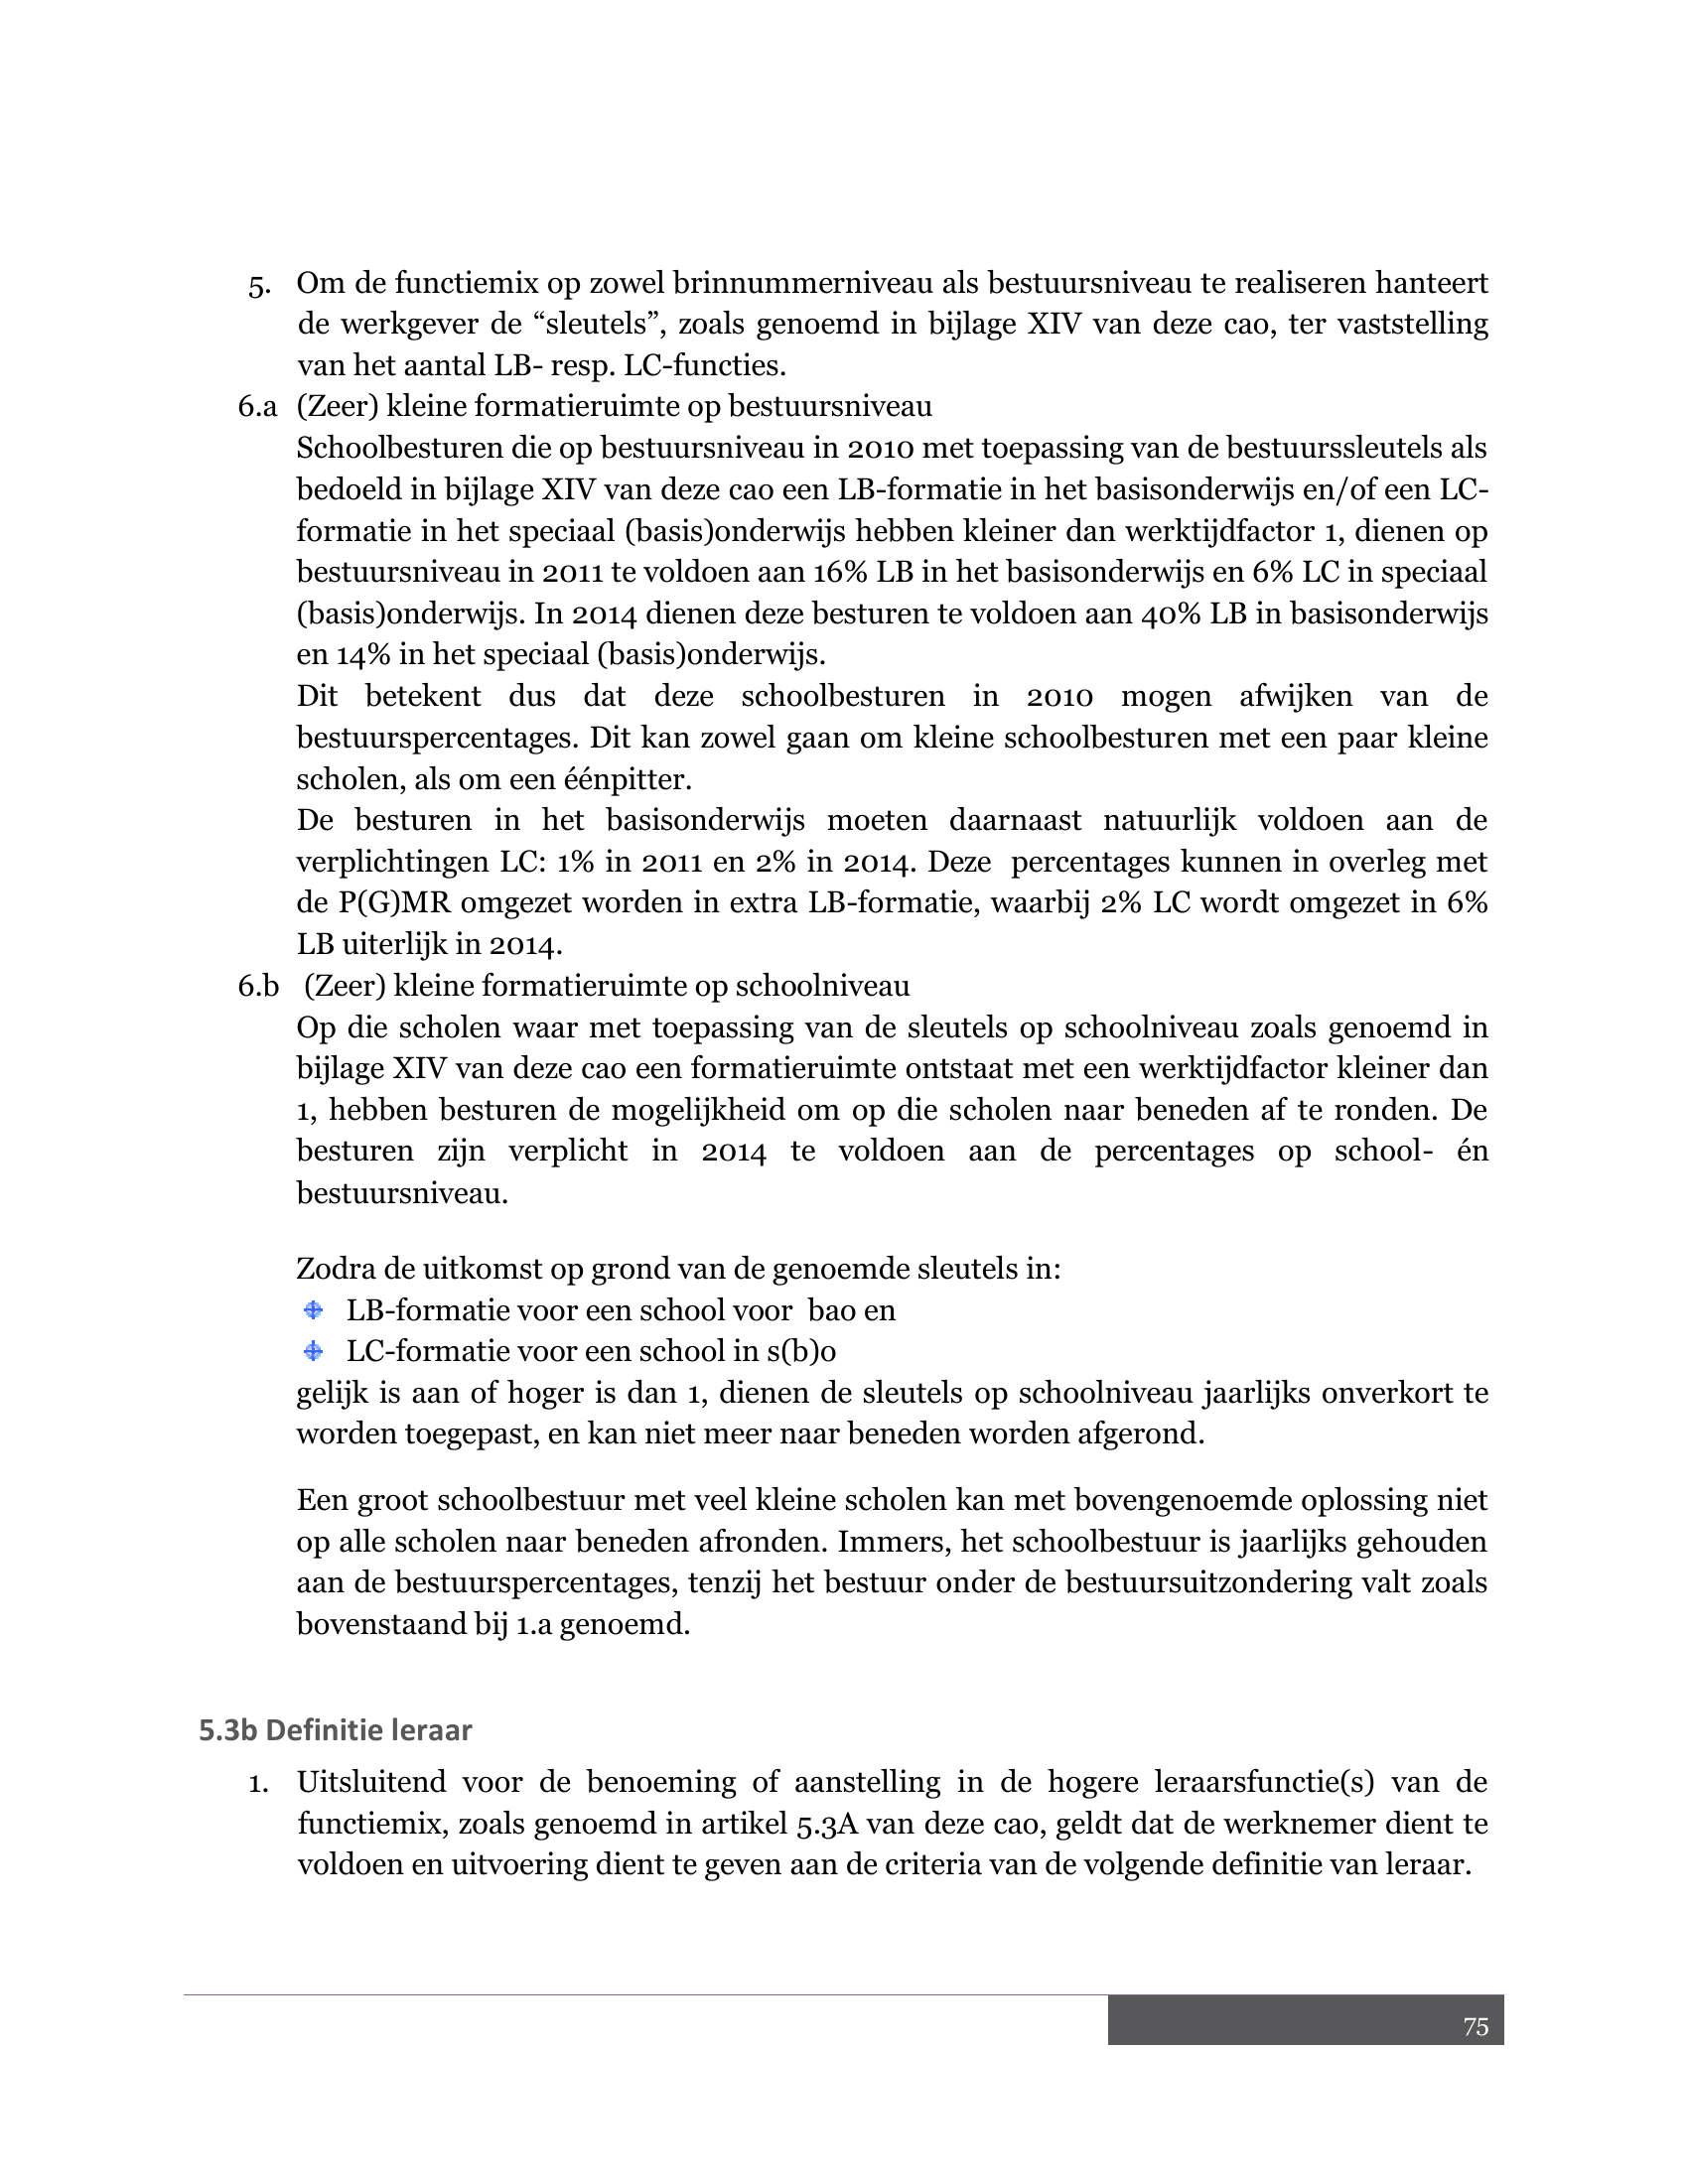 5. Om de functiemix op zowel brinnummerniveau als bestuursniveau te realiseren hanteert
de werkgever de “sleutels”, zoals genoemd in bijlage XIV van deze cao, ter vaststelling
van het aantal LB- resp. LC-functies.
6.a (Zeer) kleine formatieruimte op bestuursniveau
Schoolbesturen die op bestuursniveau in 2010 met toepassing van de bestuurssleutels als
bedoeld in bijlage XIV van deze cao een LB-formatie in het basisonderwijs en/of een LC-
formatie in het speciaal (basis)onderwijs hebben kleiner dan werktijdfactor 1, dienen op
bestuursniveau in 2011 te voldoen aan 16% LB in het basisonderwijs en 6% LC in speciaal
(basis)onderwijs. In 2014 dienen deze besturen te voldoen aan 40% LB in basisonderwijs
en 14% in het speciaal (basis)onderwijs.
Dit betekent dus dat deze schoolbesturen in 2010 mogen afwijken van de
bestuurspercentages. Dit kan zowel gaan om kleine schoolbesturen met een paar kleine
scholen, als om een éénpitter.
De besturen in het basisonderwijs moeten daarnaast natuurlijk voldoen aan de
verplichtingen LC: 1% in 2011 en 2% in 2014. Deze percentages kunnen in overleg met
de P(G)MR omgezet worden in extra LB-formatie, waarbij 2% LC wordt omgezet in 6%
LB uiterlijk in 2014.
6.b (Zeer) kleine formatieruimte op schoolniveau
Op die scholen waar met toepassing van de sleutels op schoolniveau zoals genoemd in
bijlage XIV van deze cao een formatieruimte ontstaat met een werktijdfactor kleiner dan
1, hebben besturen de mogelijkheid om op die scholen naar beneden af te ronden. De
besturen zijn verplicht in 2014 te voldoen aan de percentages op school- én
bestuursniveau.
Zodra de uitkomst op grond van de genoemde sleutels in:
LB-formatie voor een school voor bao en
LC-formatie voor een school in s(b)o
gelijk is aan of hoger is dan 1, dienen de sleutels op schoolniveau jaarlijks onverkort te
worden toegepast, en kan niet meer naar beneden worden afgerond.
Een groot schoolbestuur met veel kleine scholen kan met bovengenoemde oplossing niet
op alle scholen naar beneden afronden. Immers, het schoolbestuur is jaarlijks gehouden
aan de bestuurspercentages, tenzij het bestuur onder de bestuursuitzondering valt zoals
bovenstaand bij 1.a genoemd.
5.3b Definitie leraar
1. Uitsluitend voor de benoeming of aanstelling in de hogere leraarsfunctie(s) van de
functiemix, zoals genoemd in artikel 5.3A van deze cao, geldt dat de werknemer dient te
voldoen en uitvoering dient te geven aan de criteria van de volgende definitie van leraar.
75